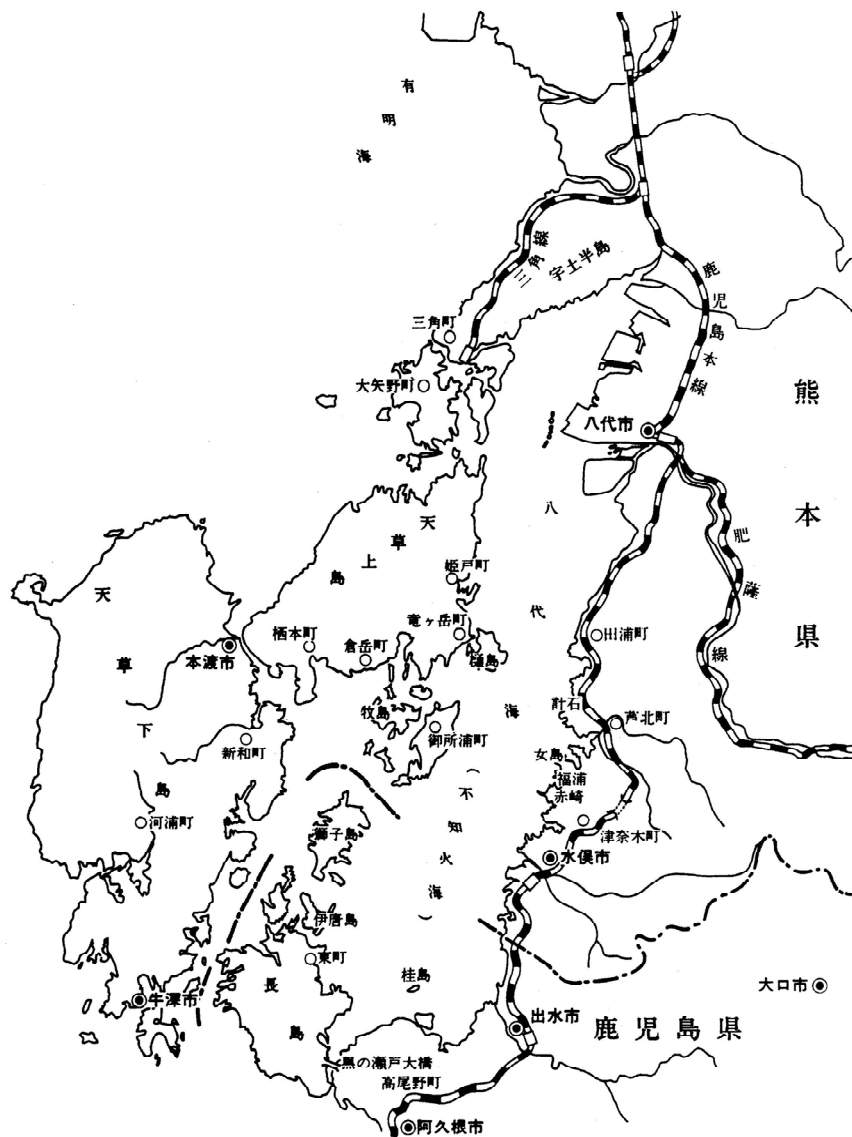 有明海
三角線
宇土半島
鹿児島本線
三角町
大矢野町
熊本県
八代市
八代海
(不知火海)
肥薩線
天草上島
姫戸町
竜ヶ岳町
樋島
栖本町
倉岳町
本渡市
天草下島
田浦町
計石
芦北町
牧島
御所浦町
新和町
女島
福浦
赤崎
河浦町
獅子島
津奈木町
水俣市
伊唐島
東町
長島
桂島
牛深市
大口市
出水市
鹿児島県
黒の瀬戸大橋
高尾野町
阿久根市